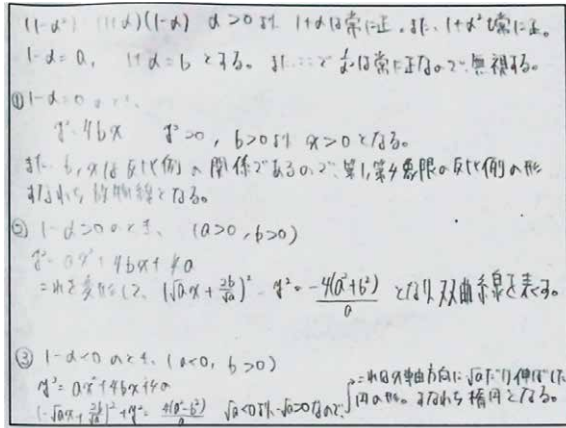 (1-α²) (1+α)(1-α) α>0より 1+αは常に正。また、1+α²も常に正。
1-α=a, 1+α=b とする。また は常に正なので、無視する。
① 1-α=0のとき、
y²=4bx y²>0, b>0より x>0となる。
また b, xは反比例の関係であるので、第1,第4象限の反比例の形
すなわち放物線となる。
② 1-α>0のとき、 (a>0, b>0)
y²=ax²+4bx+4a
これを変形して、(√a x + 2b/√a)² - y² = -4(a²+b²)/a となり双曲線を表す。
③ 1-α<0のとき、(a<0, b>0)
y²=ax²+4bx+4a
(-√a x + 2b/√a)² + y² = 4(a²-b²)/a √a<0より、-√a>0なので、
これはx軸方向に √aだけ伸ばした
円の形。すなわち楕円となる。